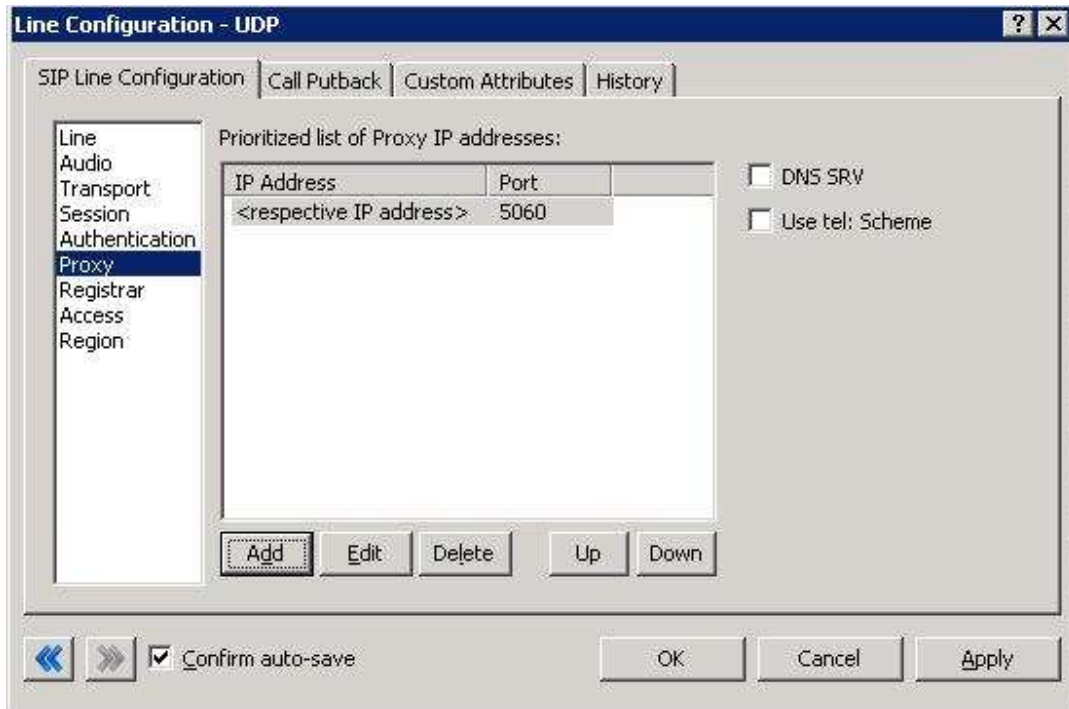 Line Configuration - UDP
SIP Line Configuration
Call Putback
Custom Attributes
History
Line
Audio
Transport
Session
Authentication
Proxy
Registrar
Access
Region
Prioritized list of Proxy IP addresses:
IP Address Port
<respective IP address> 5060
DNS SRV
Use tel: Scheme
Add
Edit
Delete
Up
Down
Confirm auto-save
OK
Cancel
Apply